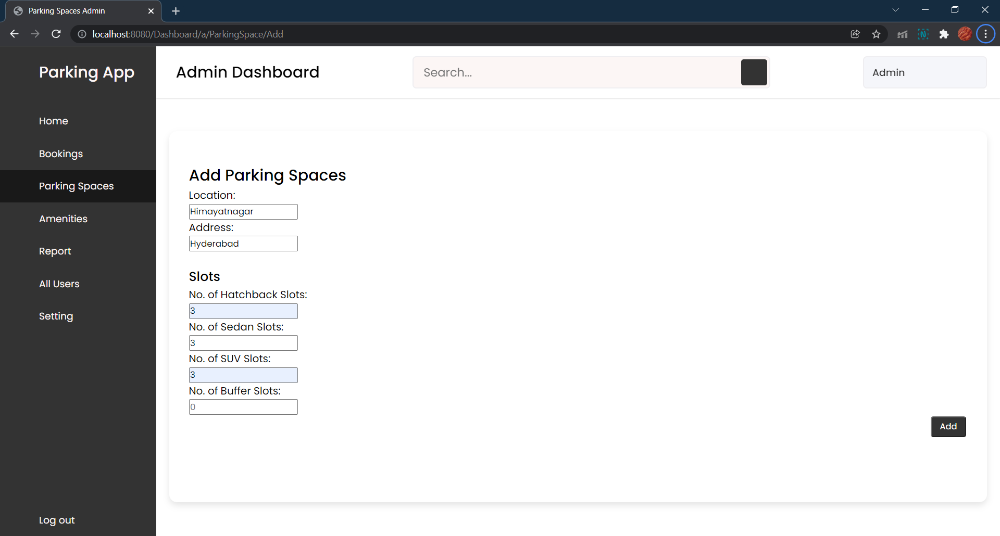 Parking Spaces Admin
localhost:8080/Dashboard/a/ParkingSpace/Add
Parking App
Admin Dashboard
Search...
Admin
Home
Bookings
Parking Spaces
Amenities
Report
All Users
Setting
Log out
Add Parking Spaces
Location:
Himayatnagar
Address:
Hyderabad
Slots
No. of Hatchback Slots:
3
No. of Sedan Slots:
3
No. of SUV Slots:
3
No. of Buffer Slots:
0
Add